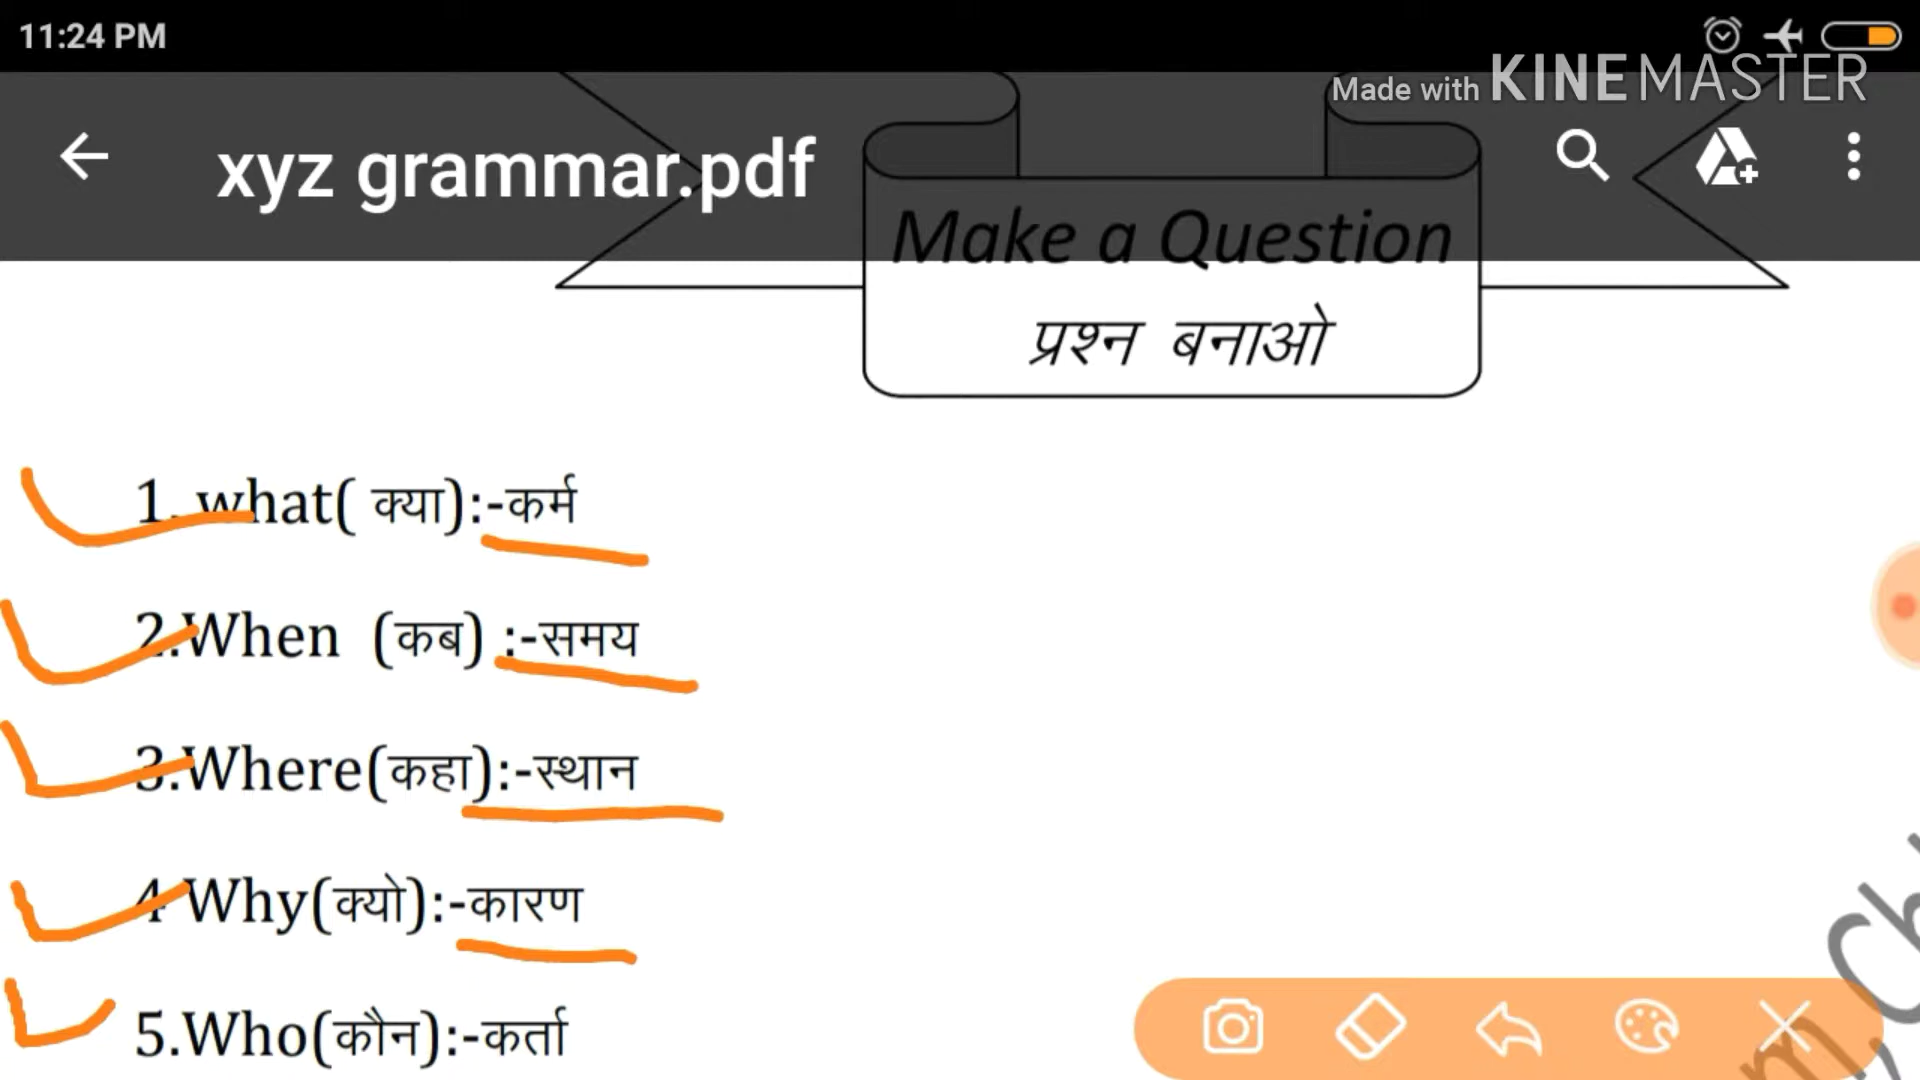 11:24 PM
Made with KINEMASTER
xyz grammar.pdf
Make a Question
प्रश्न बनाओ
1. what( क्या):-कर्म
2.When (कब) :-समय
3.Where(कहा):-स्थान
4 Why(क्यो):-कारण
5.Who(कौन):-कर्ता